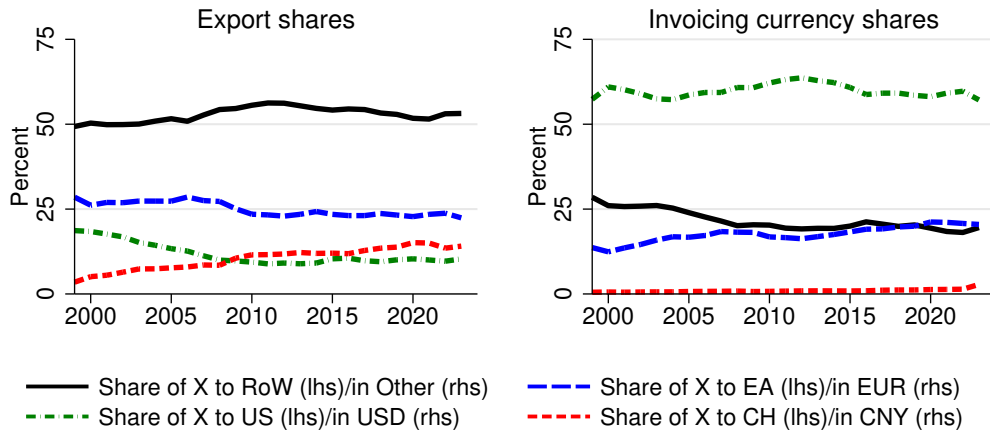 Export shares
Invoicing currency shares
Percent
75
50
25
0
2000 2005 2010 2015 2020
Percent
75
50
25
0
2000 2005 2010 2015 2020
Share of X to RoW (lhs)/in Other (rhs)
Share of X to EA (lhs)/in EUR (rhs)
Share of X to US (lhs)/in USD (rhs)
Share of X to CH (lhs)/in CNY (rhs)